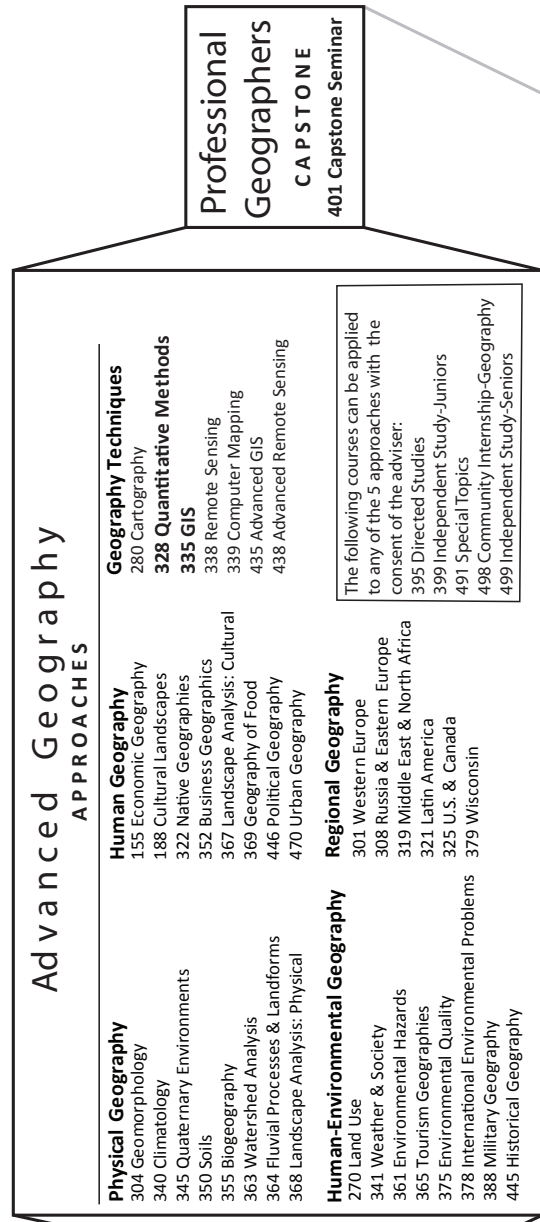 Advanced Geography
APPROACHES
Physical Geography
304 Geomorphology
340 Climatology
345 Quaternary Environments
350 Soils
355 Biogeography
363 Watershed Analysis
364 Fluvial Processes & Landforms
368 Landscape Analysis: Physical
Human Geography
155 Economic Geography
188 Cultural Landscapes
322 Native Geographies
352 Business Geographics
367 Landscape Analysis: Cultural
369 Geography of Food
446 Political Geography
470 Urban Geography
Geography Techniques
280 Cartography
328 Quantitative Methods
335 GIS
338 Remote Sensing
339 Computer Mapping
435 Advanced GIS
438 Advanced Remote Sensing
Human-Environmental Geography
270 Land Use
341 Weather & Society
361 Environmental Hazards
365 Tourism Geographies
375 Environmental Quality
378 International Environmental Problems
388 Military Geography
445 Historical Geography
Regional Geography
301 Western Europe
308 Russia & Eastern Europe
319 Middle East & North Africa
321 Latin America
325 U.S. & Canada
379 Wisconsin
The following courses can be applied
to any of the 5 approaches with the
consent of the adviser:
395 Directed Studies
399 Independent Study-Juniors
491 Special Topics
498 Community Internship-Geography
499 Independent Study-Seniors
Professional
Geographers
CAPSTONE
401 Capstone Seminar